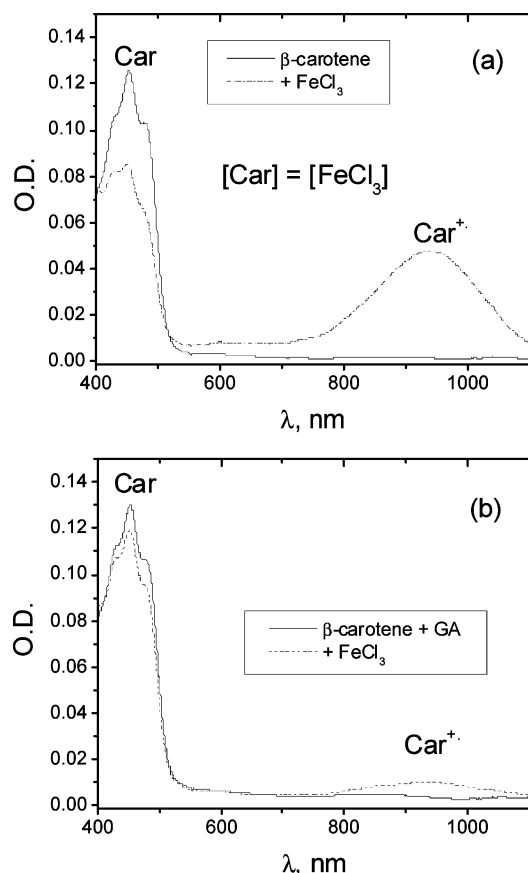 0.14
0.12
0.10
0.08
0.06
0.04
0.02
0.00
O.D.
Car
β-carotene
+ FeCl₃
(a)
[Car] = [FeCl₃]
Car⁺·
400 600 800 1000
λ, nm
0.14
0.12
0.10
0.08
0.06
0.04
0.02
0.00
O.D.
Car
(b)
β-carotene + GA
+ FeCl₃
Car⁺·
400 600 800 1000
λ, nm